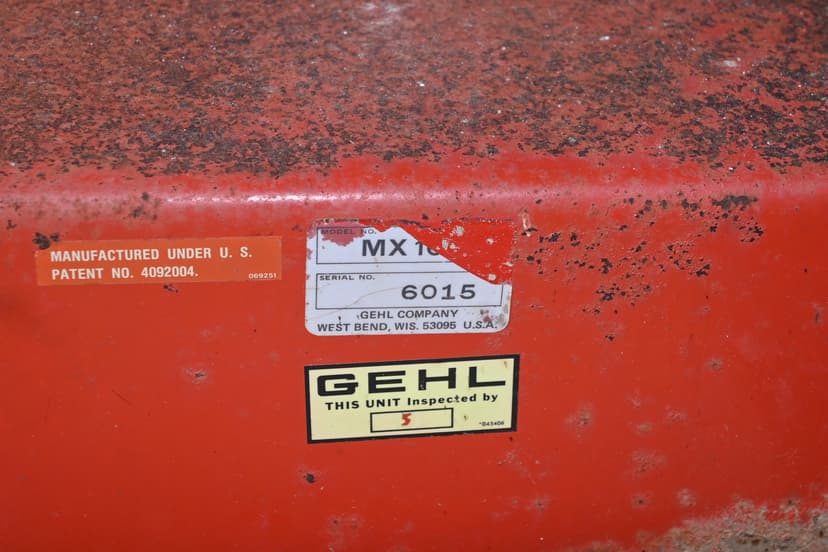 MANUFACTURED UNDER U. S.
PATENT NO. 4092004.
069251
MODEL NO.
MX
SERIAL NO.
6015
GEHL COMPANY
WEST BEND, WIS. 53095 U.S.A.
GEHL
THIS UNIT Inspected by
5